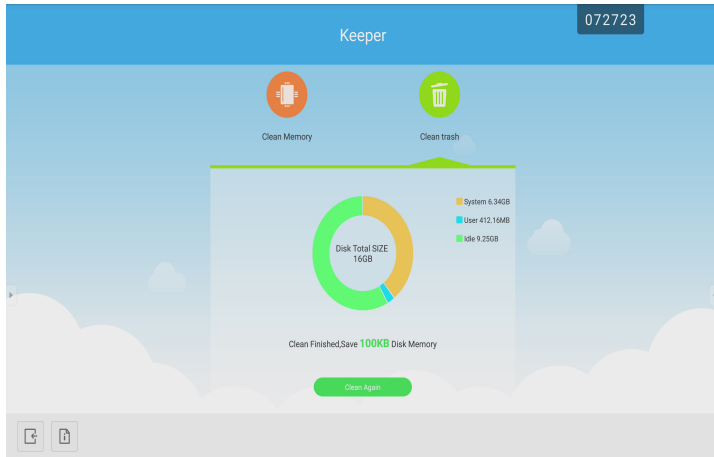 072723
Keeper
Clean Memory
Clean trash
System 6.34GB
User 412.16MB
Idle 9.25GB
Disk Total SIZE
16GB
Clean Finished,Save 100KB Disk Memory
Clean Again